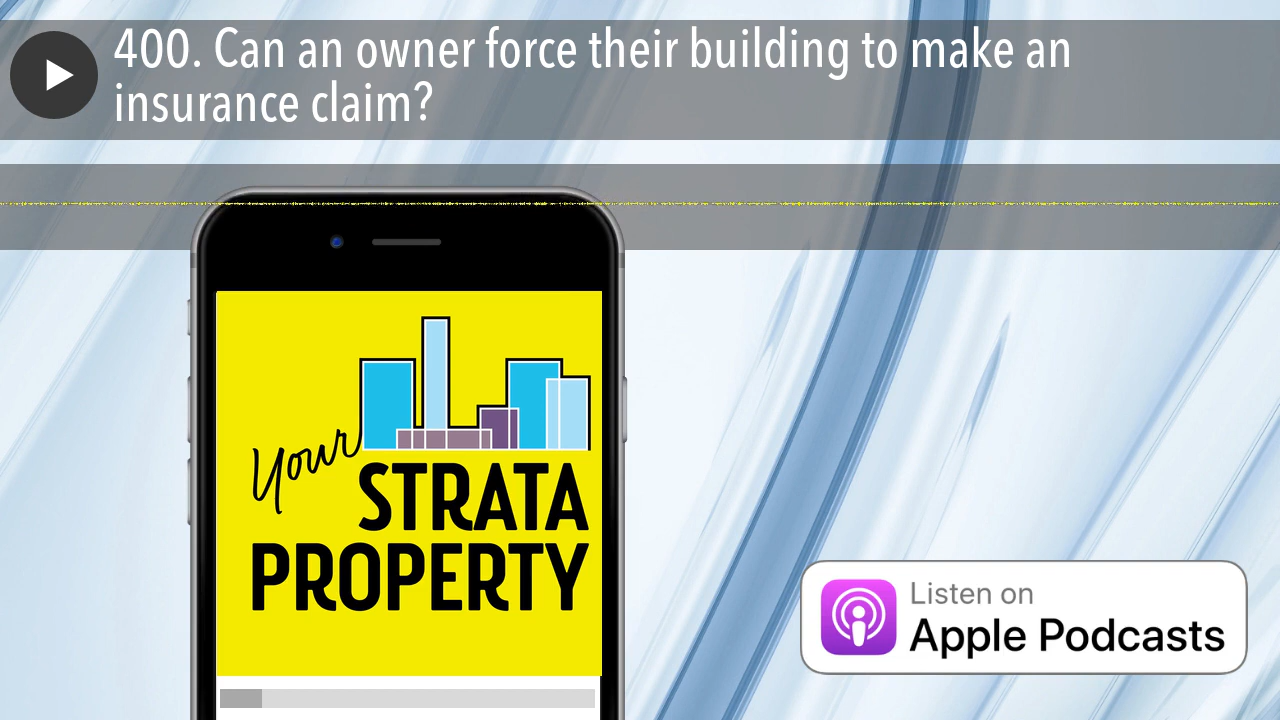 400. Can an owner force their building to make an
insurance claim?
Your
STRATA
PROPERTY
Listen on
Apple Podcasts